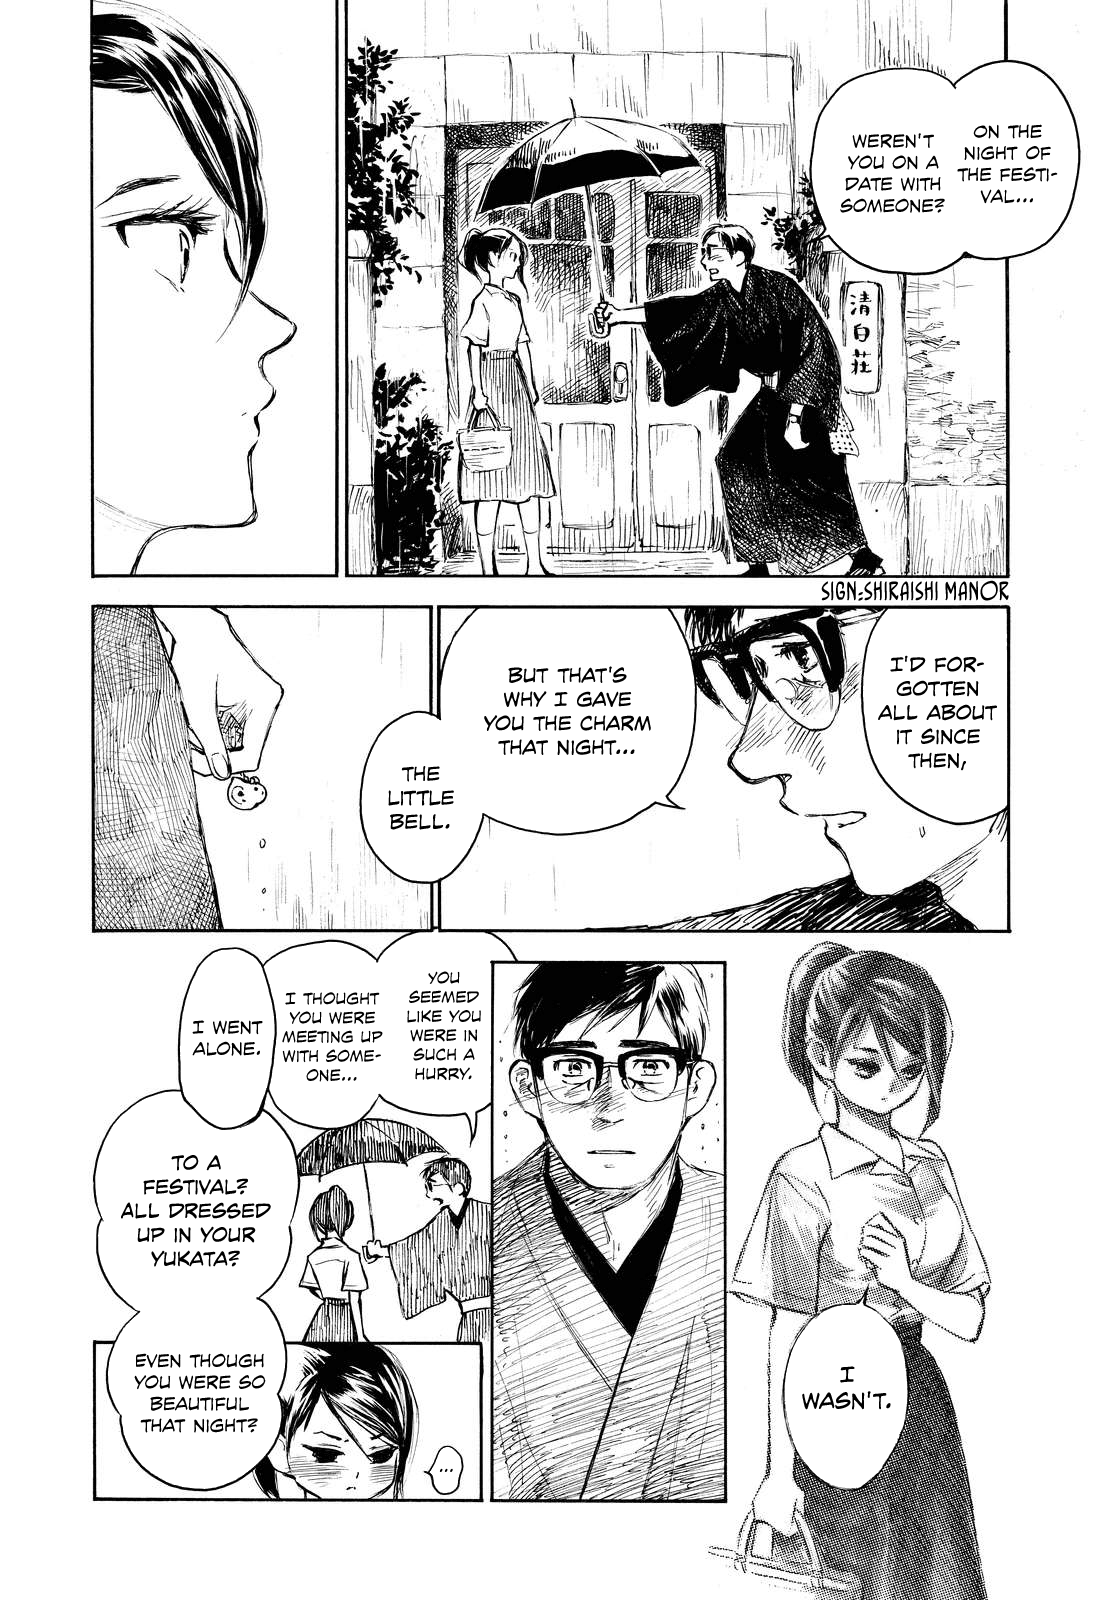 ON THE
NIGHT OF
THE FESTI-
VAL...
WEREN'T
YOU ON A
DATE WITH
SOMEONE?
清白荘
SIGN:SHIRAISHI MANOR
I'D FOR-
GOTTEN
ALL ABOUT
IT SINCE
THEN,
BUT THAT'S
WHY I GAVE
YOU THE CHARM
THAT NIGHT...
THE
LITTLE
BELL.
I
WASN'T.
YOU
SEEMED
LIKE YOU
WERE IN
SUCH A
HURRY.
I THOUGHT
YOU WERE
MEETING UP
WITH SOME-
ONE...
I WENT
ALONE.
TO A
FESTIVAL?
ALL DRESSED
UP IN YOUR
YUKATA?
EVEN THOUGH
YOU WERE SO
BEAUTIFUL
THAT NIGHT?
...